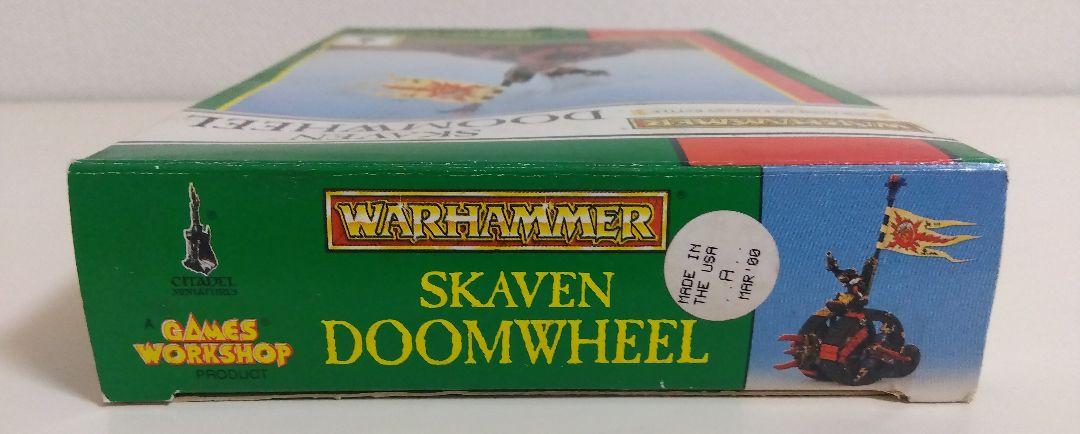 SKAVEN
DOOMWHEEL
WARHAMMER
WARHAMMER®
SKAVEN
DOOMWHEEL
®
CITADEL
MINIATURES
A GAMES®
WORKSHOP
PRODUCT
MADE IN
THE USA
..A...
MAR'00